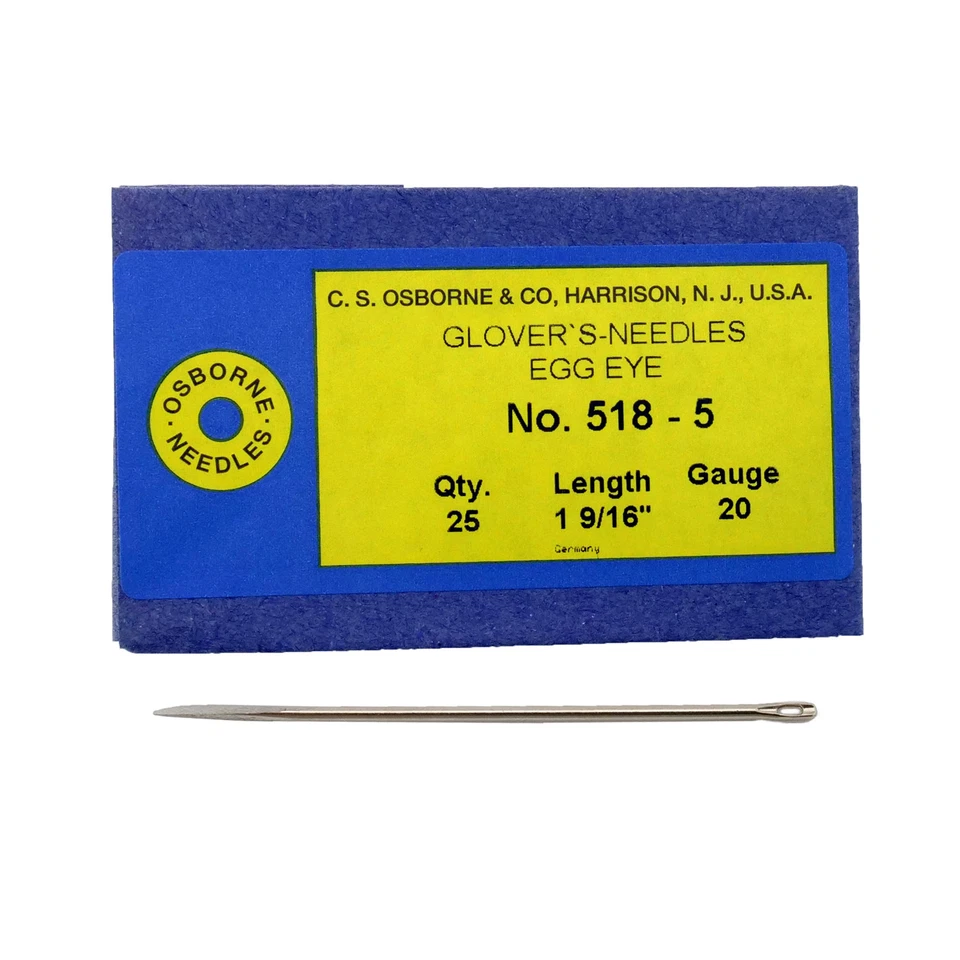 C. S. OSBORNE & CO, HARRISON, N. J., U.S.A.
GLOVER`S-NEEDLES
EGG EYE
No. 518 - 5
Qty. Length Gauge
25 1 9/16" 20
Germany
· OSBORNE ·
NEEDLES